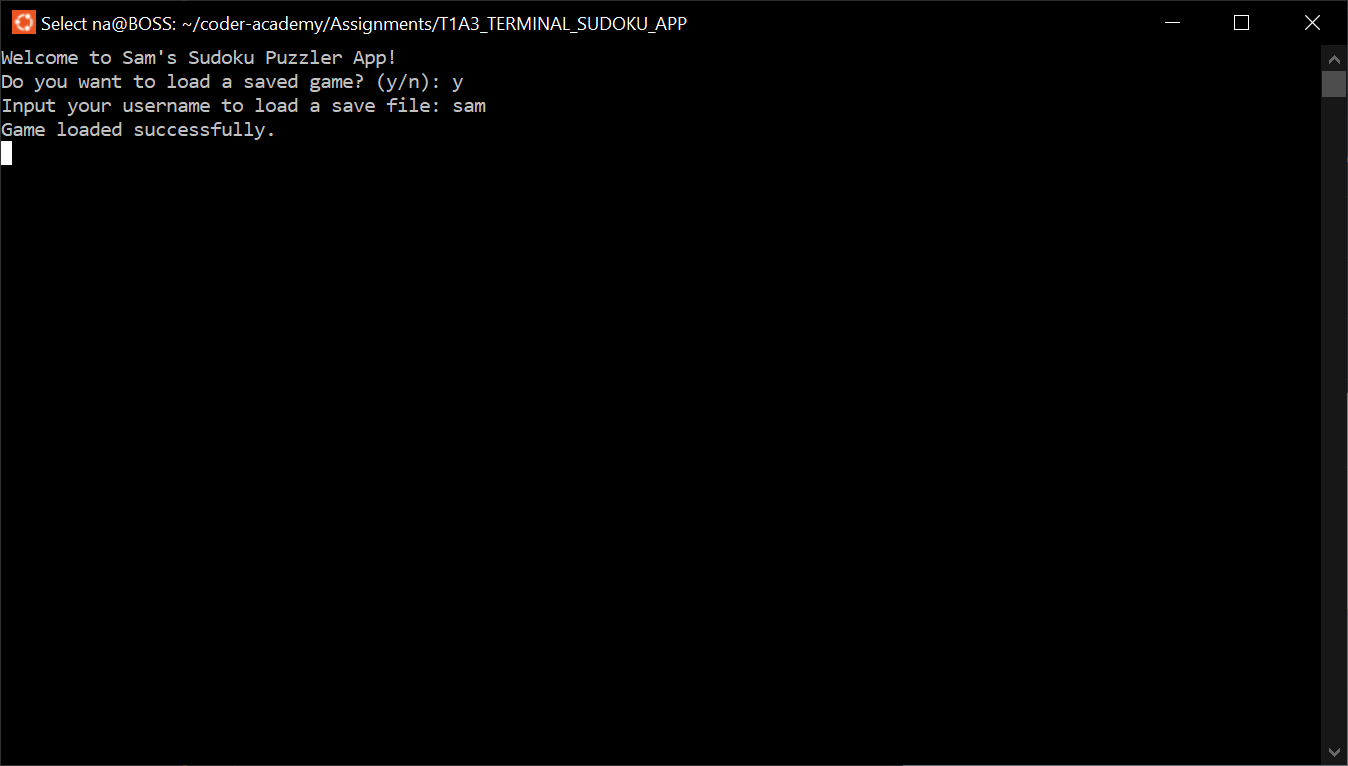 Select na@BOSS: ~/coder-academy/Assignments/T1A3_TERMINAL_SUDOKU_APP
Welcome to Sam's Sudoku Puzzler App!
Do you want to load a saved game? (y/n): y
Input your username to load a save file: sam
Game loaded successfully.